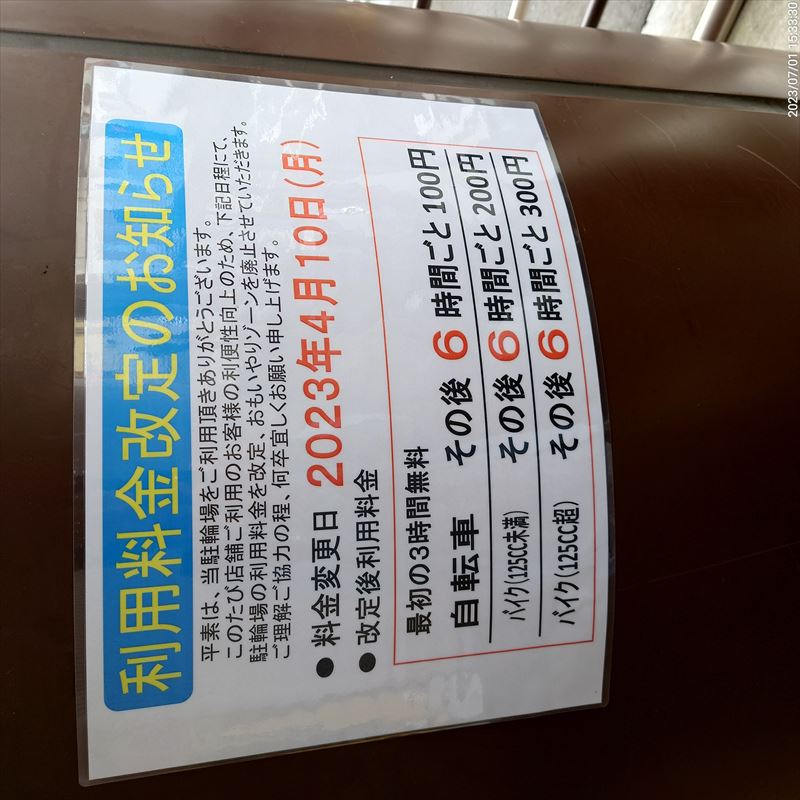 利用料金改定のお知らせ
平素は、当駐輪場をご利用頂きありがとうございます。
このたび店舗ご利用のお客様の利便性向上のため、下記日程にて、
駐輪場の利用料金を改定、おもいやりゾーンを廃止させていただきます。
ご理解ご協力の程、何卒宜しくお願い申し上げます。
● 料金変更日 2023年4月10日(月)
● 改定後利用料金
最初の3時間無料
自転車 その後 6 時間ごと 100円
バイク(125CC未満) その後 6 時間ごと 200円
バイク(125CC超) その後 6 時間ごと 300円
2023/07/01 15:33:30